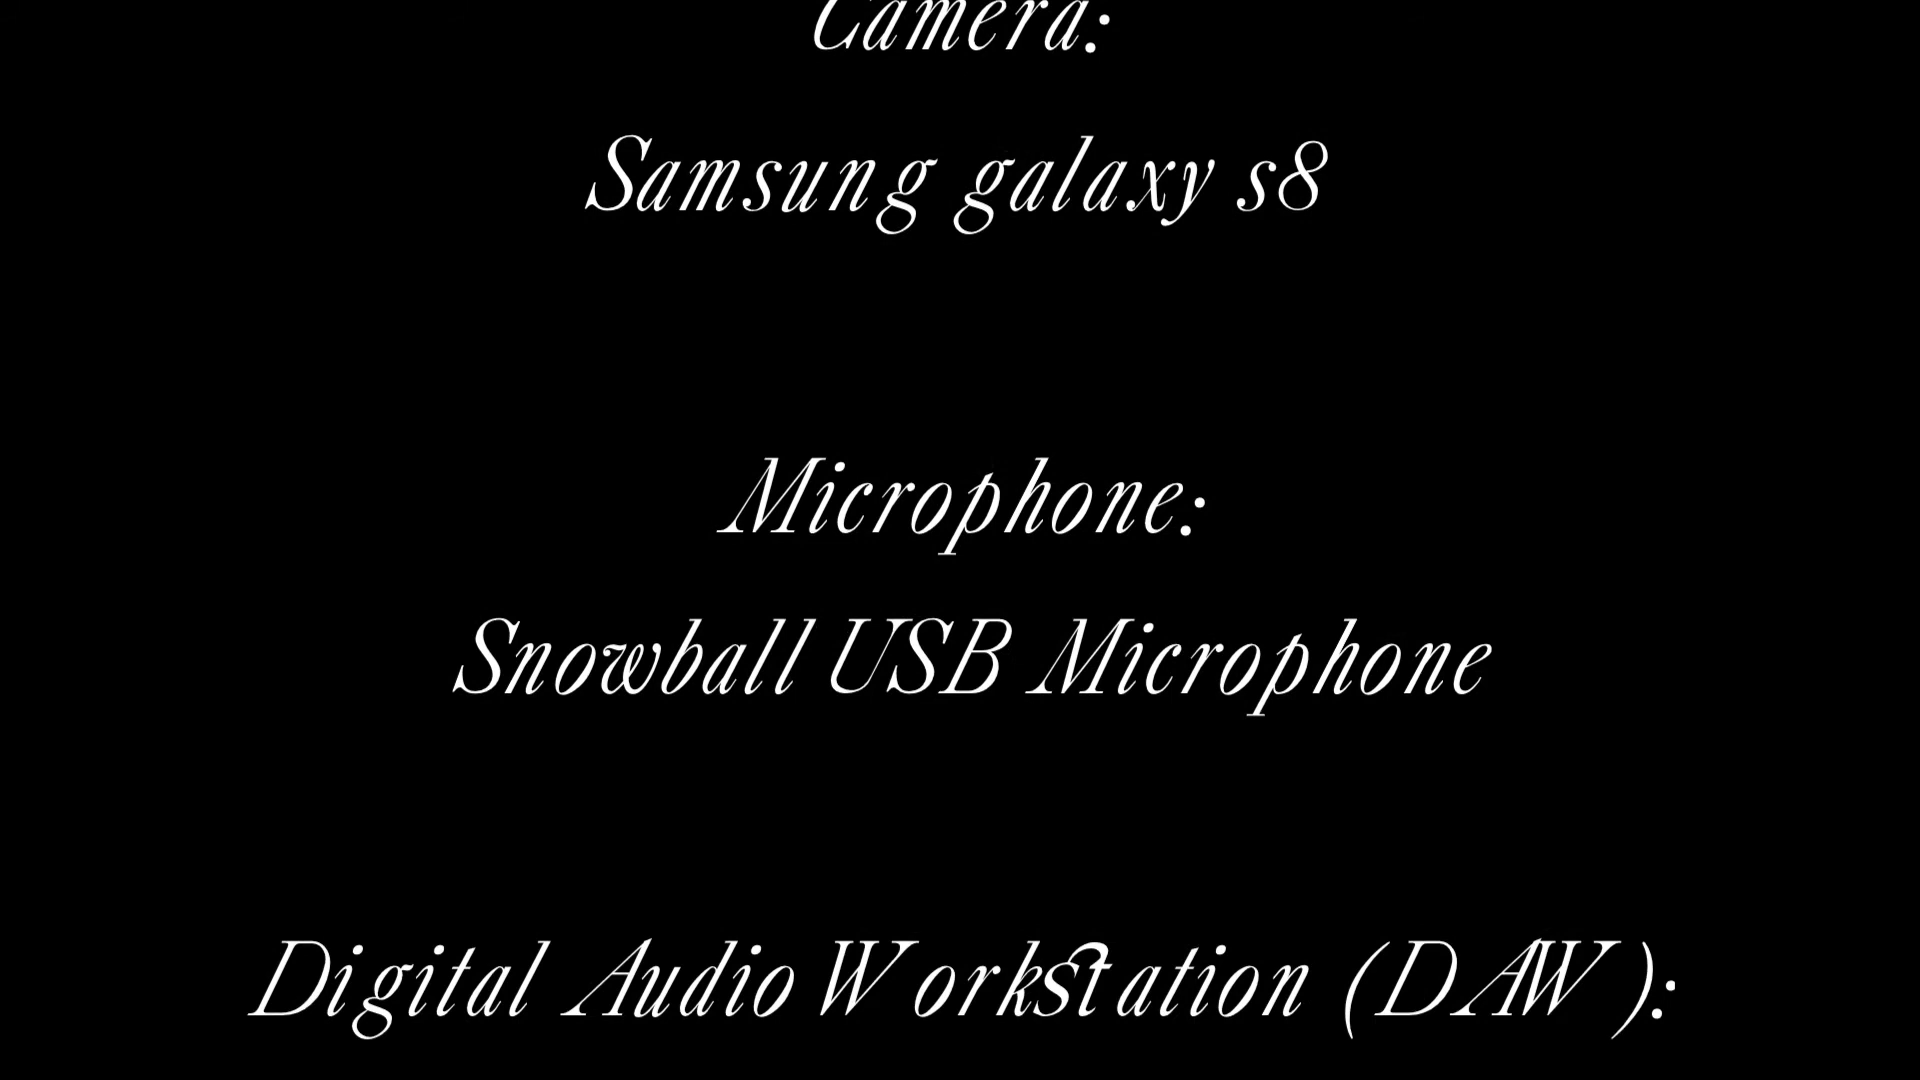 Camera:
Samsung galaxy s8
Microphone:
Snowball USB Microphone
Digital Audio Workstation (DAW):